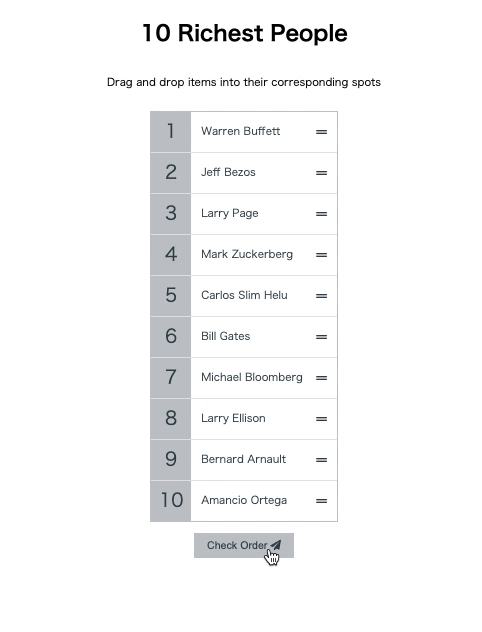 10 Richest People
Drag and drop items into their corresponding spots
1 Warren Buffett
2 Jeff Bezos
3 Larry Page
4 Mark Zuckerberg
5 Carlos Slim Helu
6 Bill Gates
7 Michael Bloomberg
8 Larry Ellison
9 Bernard Arnault
10 Amancio Ortega
Check Order